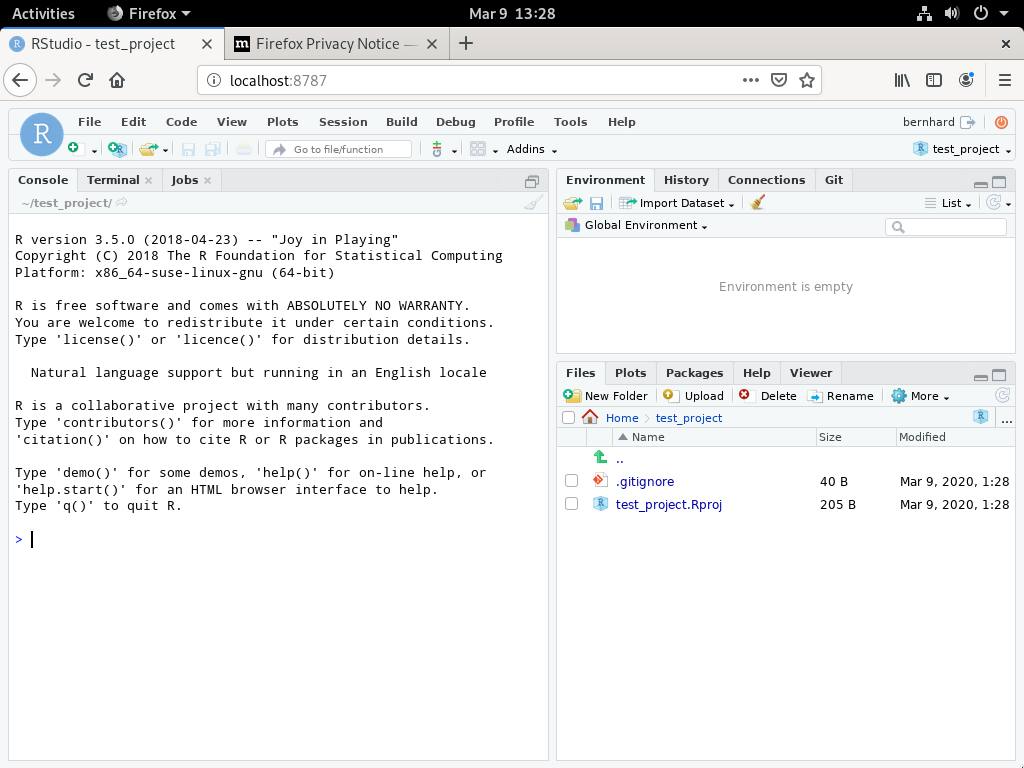 Activities Firefox Mar 9 13:28
RStudio - test_project Firefox Privacy Notice —
localhost:8787
R File Edit Code View Plots Session Build Debug Profile Tools Help bernhard
Go to file/function Addins test_project
Console Terminal Jobs
~/test_project/
R version 3.5.0 (2018-04-23) -- "Joy in Playing"
Copyright (C) 2018 The R Foundation for Statistical Computing
Platform: x86_64-suse-linux-gnu (64-bit)
R is free software and comes with ABSOLUTELY NO WARRANTY.
You are welcome to redistribute it under certain conditions.
Type 'license()' or 'licence()' for distribution details.
Natural language support but running in an English locale
R is a collaborative project with many contributors.
Type 'contributors()' for more information and
'citation()' on how to cite R or R packages in publications.
Type 'demo()' for some demos, 'help()' for on-line help, or
'help.start()' for an HTML browser interface to help.
Type 'q()' to quit R.
>
Environment History Connections Git
Import Dataset List
Global Environment
Environment is empty
Files Plots Packages Help Viewer
New Folder Upload Delete Rename More
Home test_project ...
Name Size Modified
..
.gitignore 40 B Mar 9, 2020, 1:28
test_project.Rproj 205 B Mar 9, 2020, 1:28